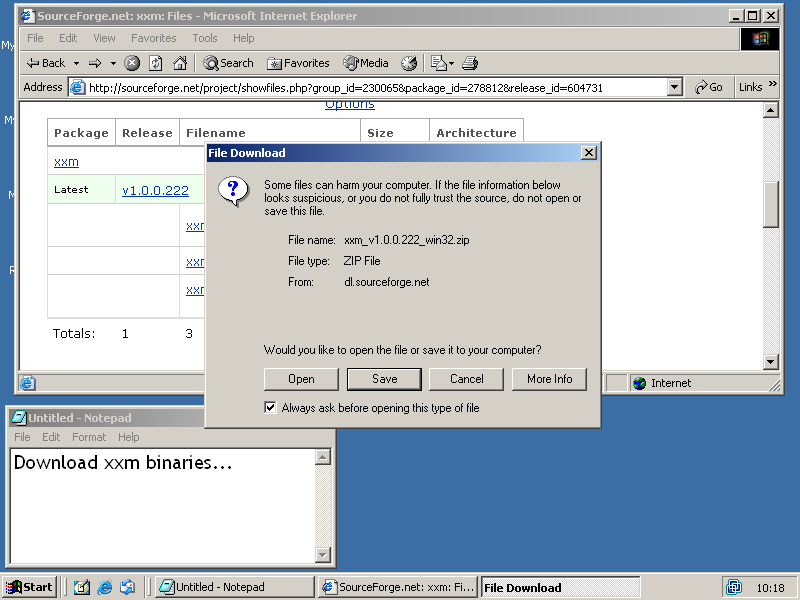 SourceForge.net: xxm: Files - Microsoft Internet Explorer
File Edit View Favorites Tools Help
Back Search Favorites Media
Address http://sourceforge.net/project/showfiles.php?group_id=230065&package_id=278812&release_id=604731 Go Links »
Options
Package Release Filename Size Architecture
xxm
Latest v1.0.0.222
xxm
xxm
xxm
Totals: 1 3
File Download
Some files can harm your computer. If the file information below
looks suspicious, or you do not fully trust the source, do not open or
save this file.
File name: xxm_v1.0.0.222_win32.zip
File type: ZIP File
From: dl.sourceforge.net
Would you like to open the file or save it to your computer?
Open Save Cancel More Info
Always ask before opening this type of file
Internet
Untitled - Notepad
File Edit Format Help
Download xxm binaries...
Start Untitled - Notepad SourceForge.net: xxm: Fi... File Download 10:18